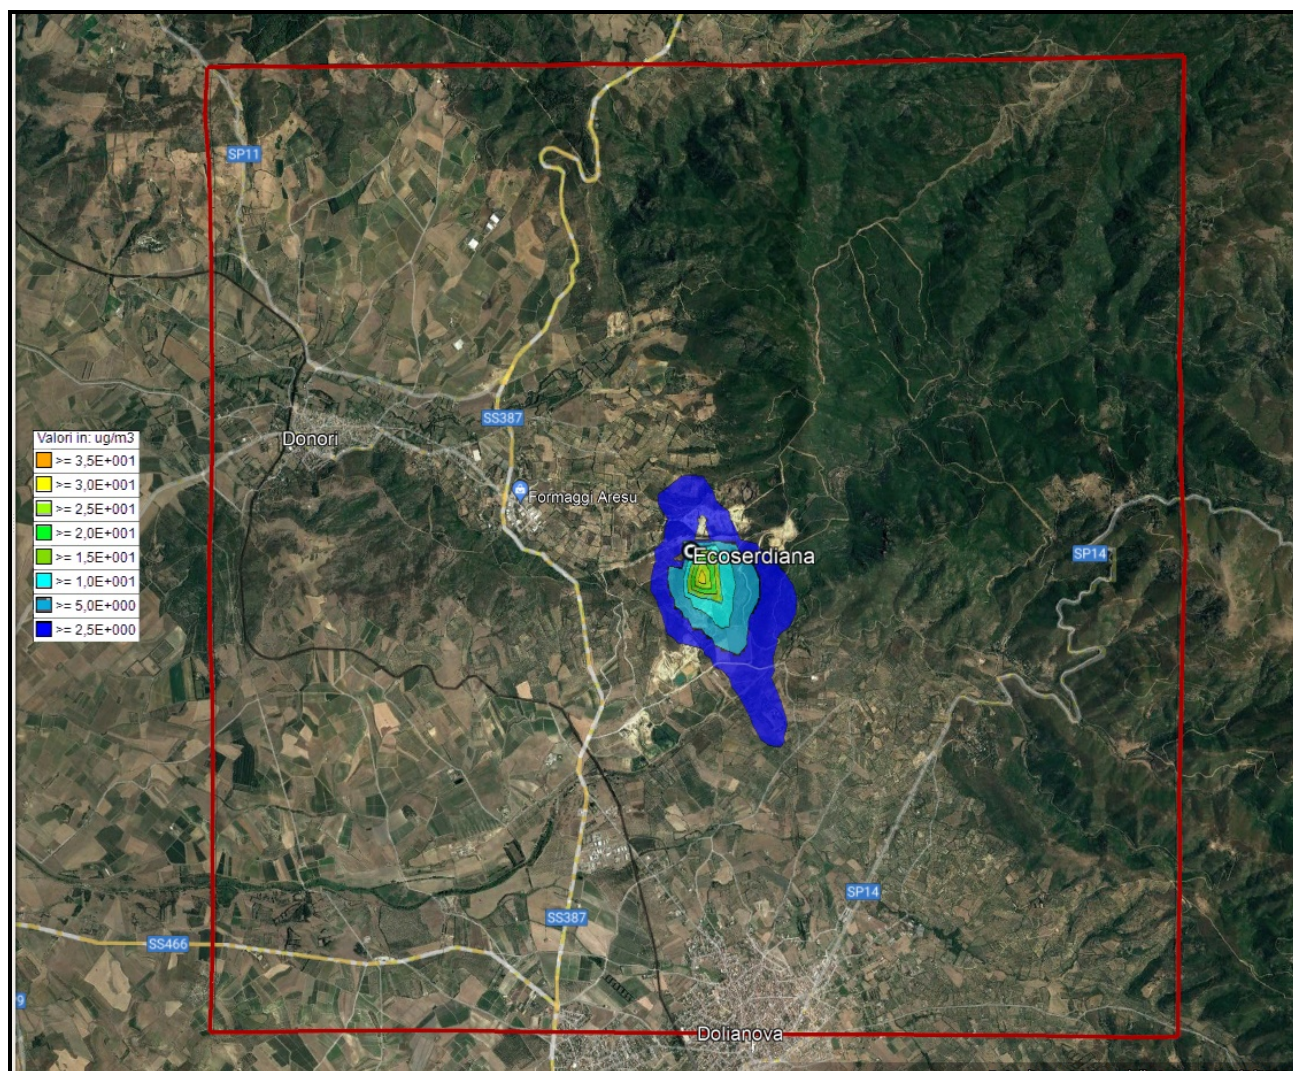 SP11
SS387
Donori
Valori in: ug/m3
>= 3,5E+001
>= 3,0E+001
>= 2,5E+001
>= 2,0E+001
>= 1,5E+001
>= 1,0E+001
>= 5,0E+000
>= 2,5E+000
Formaggi Aresu
Ecoserdiana
SP14
SP14
SS387
SS466
9
Dolianova